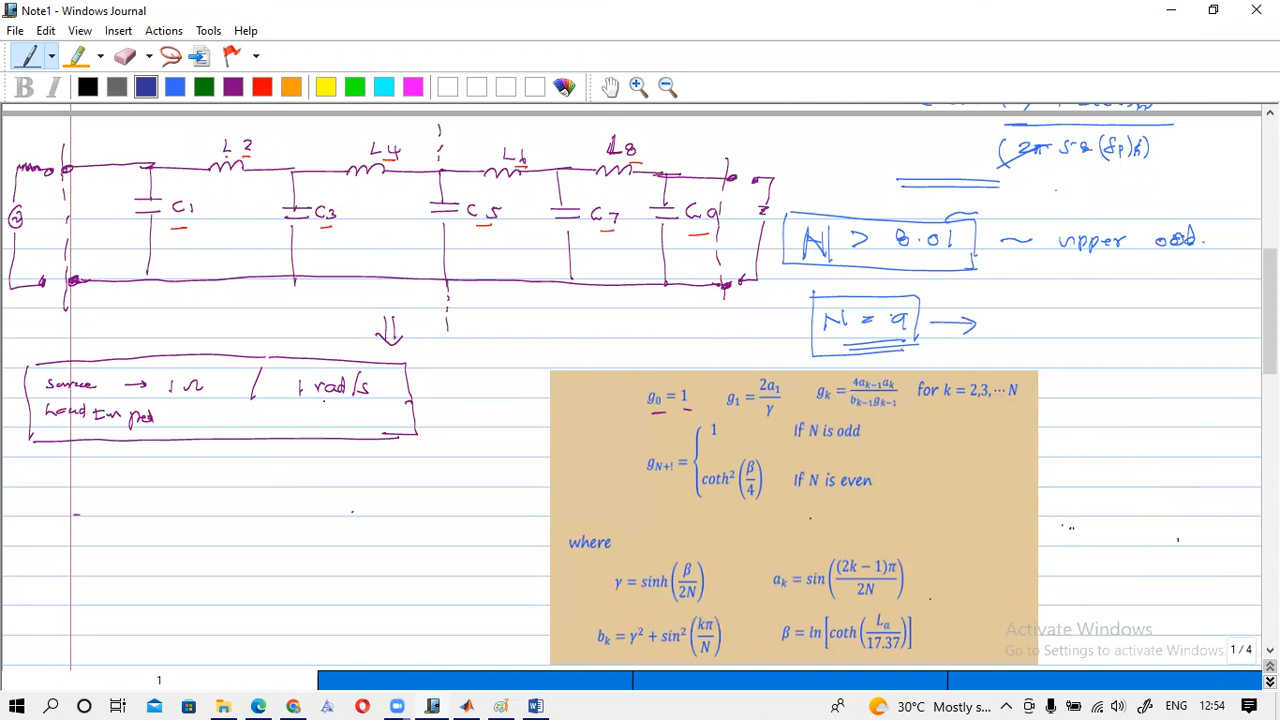 Note1 - Windows Journal
File Edit View Insert Actions Tools Help
B I
L2 L4 L6 L8
C1 C3 C5 C7 C9
N > 8.01 ~ upper odd.
N = 9 →
source → 1 Ω / 1 rad/s
g₀ = 1 g₁ = 2a₁/γ gₖ = 4aₖ₋₁aₖ/bₖ₋₁gₖ₋₁ for k = 2,3,⋯ N
1 If N is odd
g_N+! = {
coth²(β/4) If N is even
where
γ = sinh(β/2N) aₖ = sin((2k − 1)π/2N)
bₖ = γ² + sin²(kπ/N) β = ln[coth(Lₐ/17.37)]
Activate Windows
Go to Settings to activate Windows.
1 / 4
1
30°C Mostly s... ENG 12:54